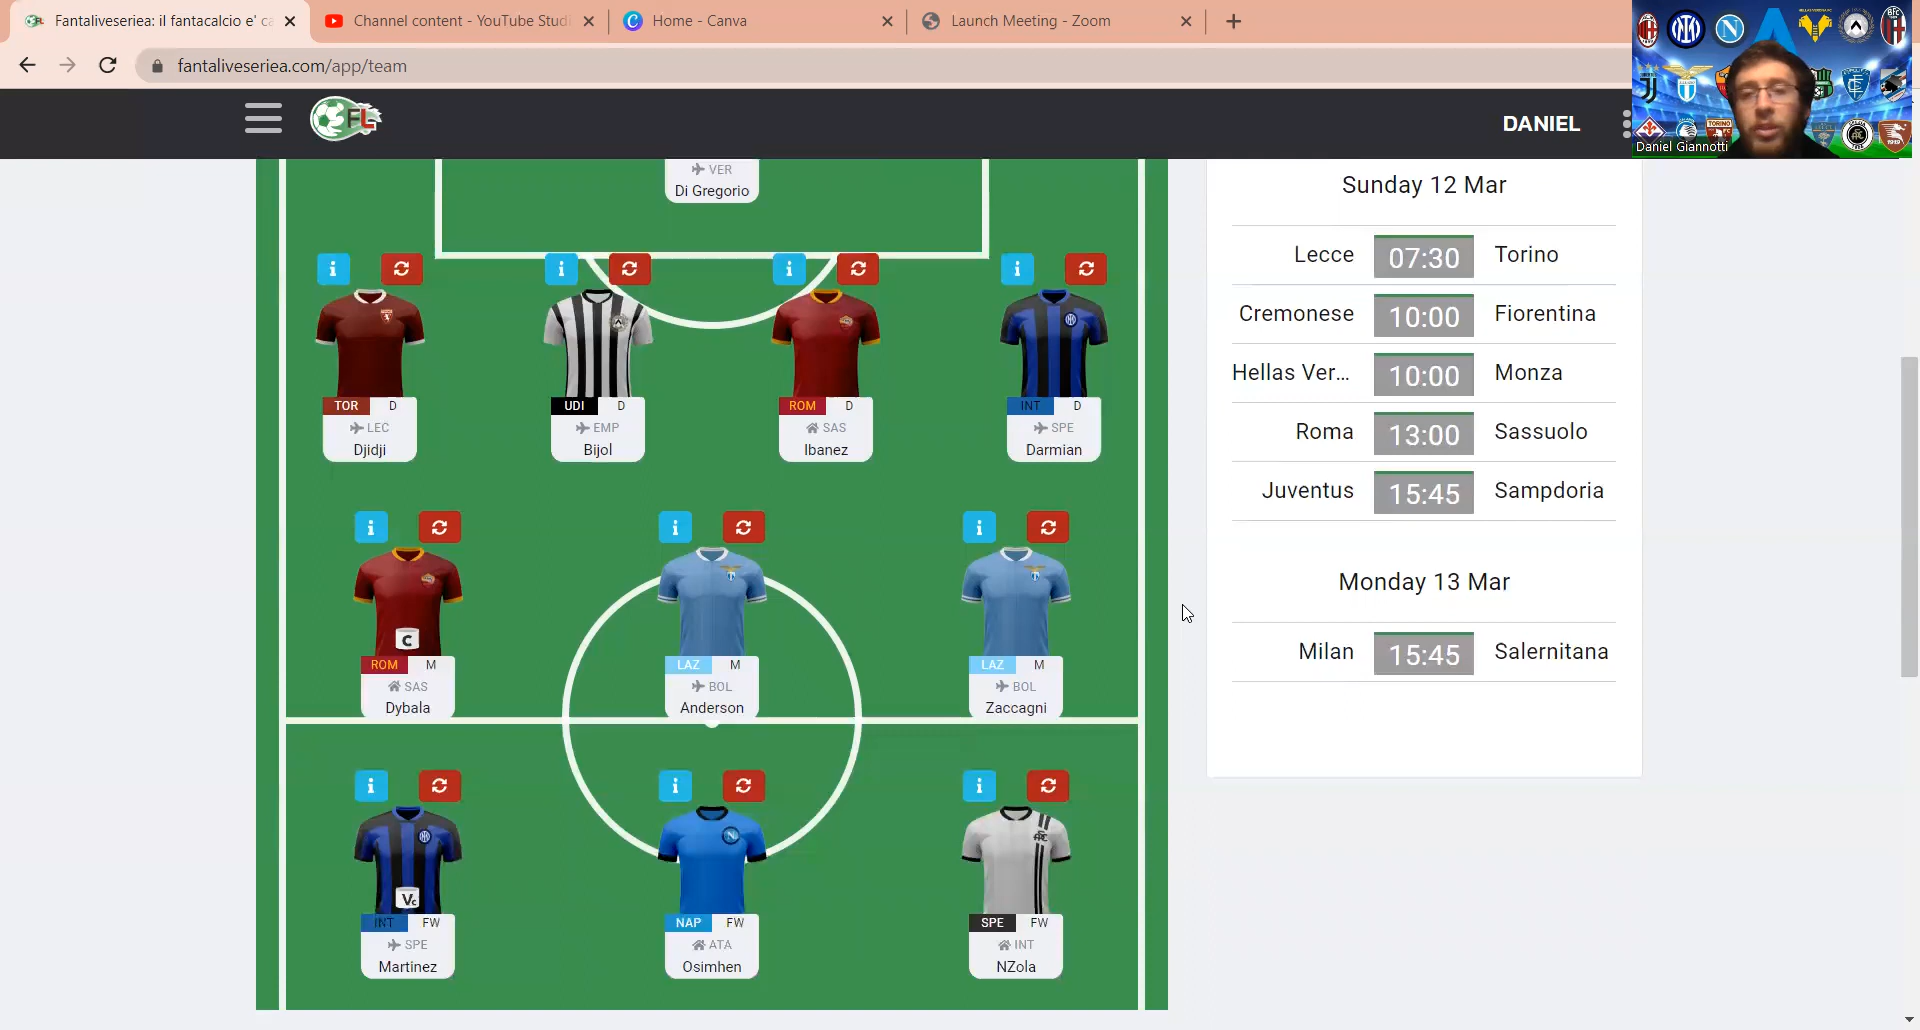 Fantaliveseriea: il fantacalcio e' ca
Channel content - YouTube Studi
Home - Canva
Launch Meeting - Zoom
fantaliveseriea.com/app/team
FL
DANIEL
Daniel Giannotti
VER
Di Gregorio
TOR D
LEC
Djidji
UDI D
EMP
Bijol
ROM D
SAS
Ibanez
INT D
SPE
Darmian
C
ROM M
SAS
Dybala
LAZ M
BOL
Anderson
LAZ M
BOL
Zaccagni
Vc
INT FW
SPE
Martinez
NAP FW
ATA
Osimhen
SPE FW
INT
NZola
Sunday 12 Mar
Lecce 07:30 Torino
Cremonese 10:00 Fiorentina
Hellas Ver... 10:00 Monza
Roma 13:00 Sassuolo
Juventus 15:45 Sampdoria
Monday 13 Mar
Milan 15:45 Salernitana